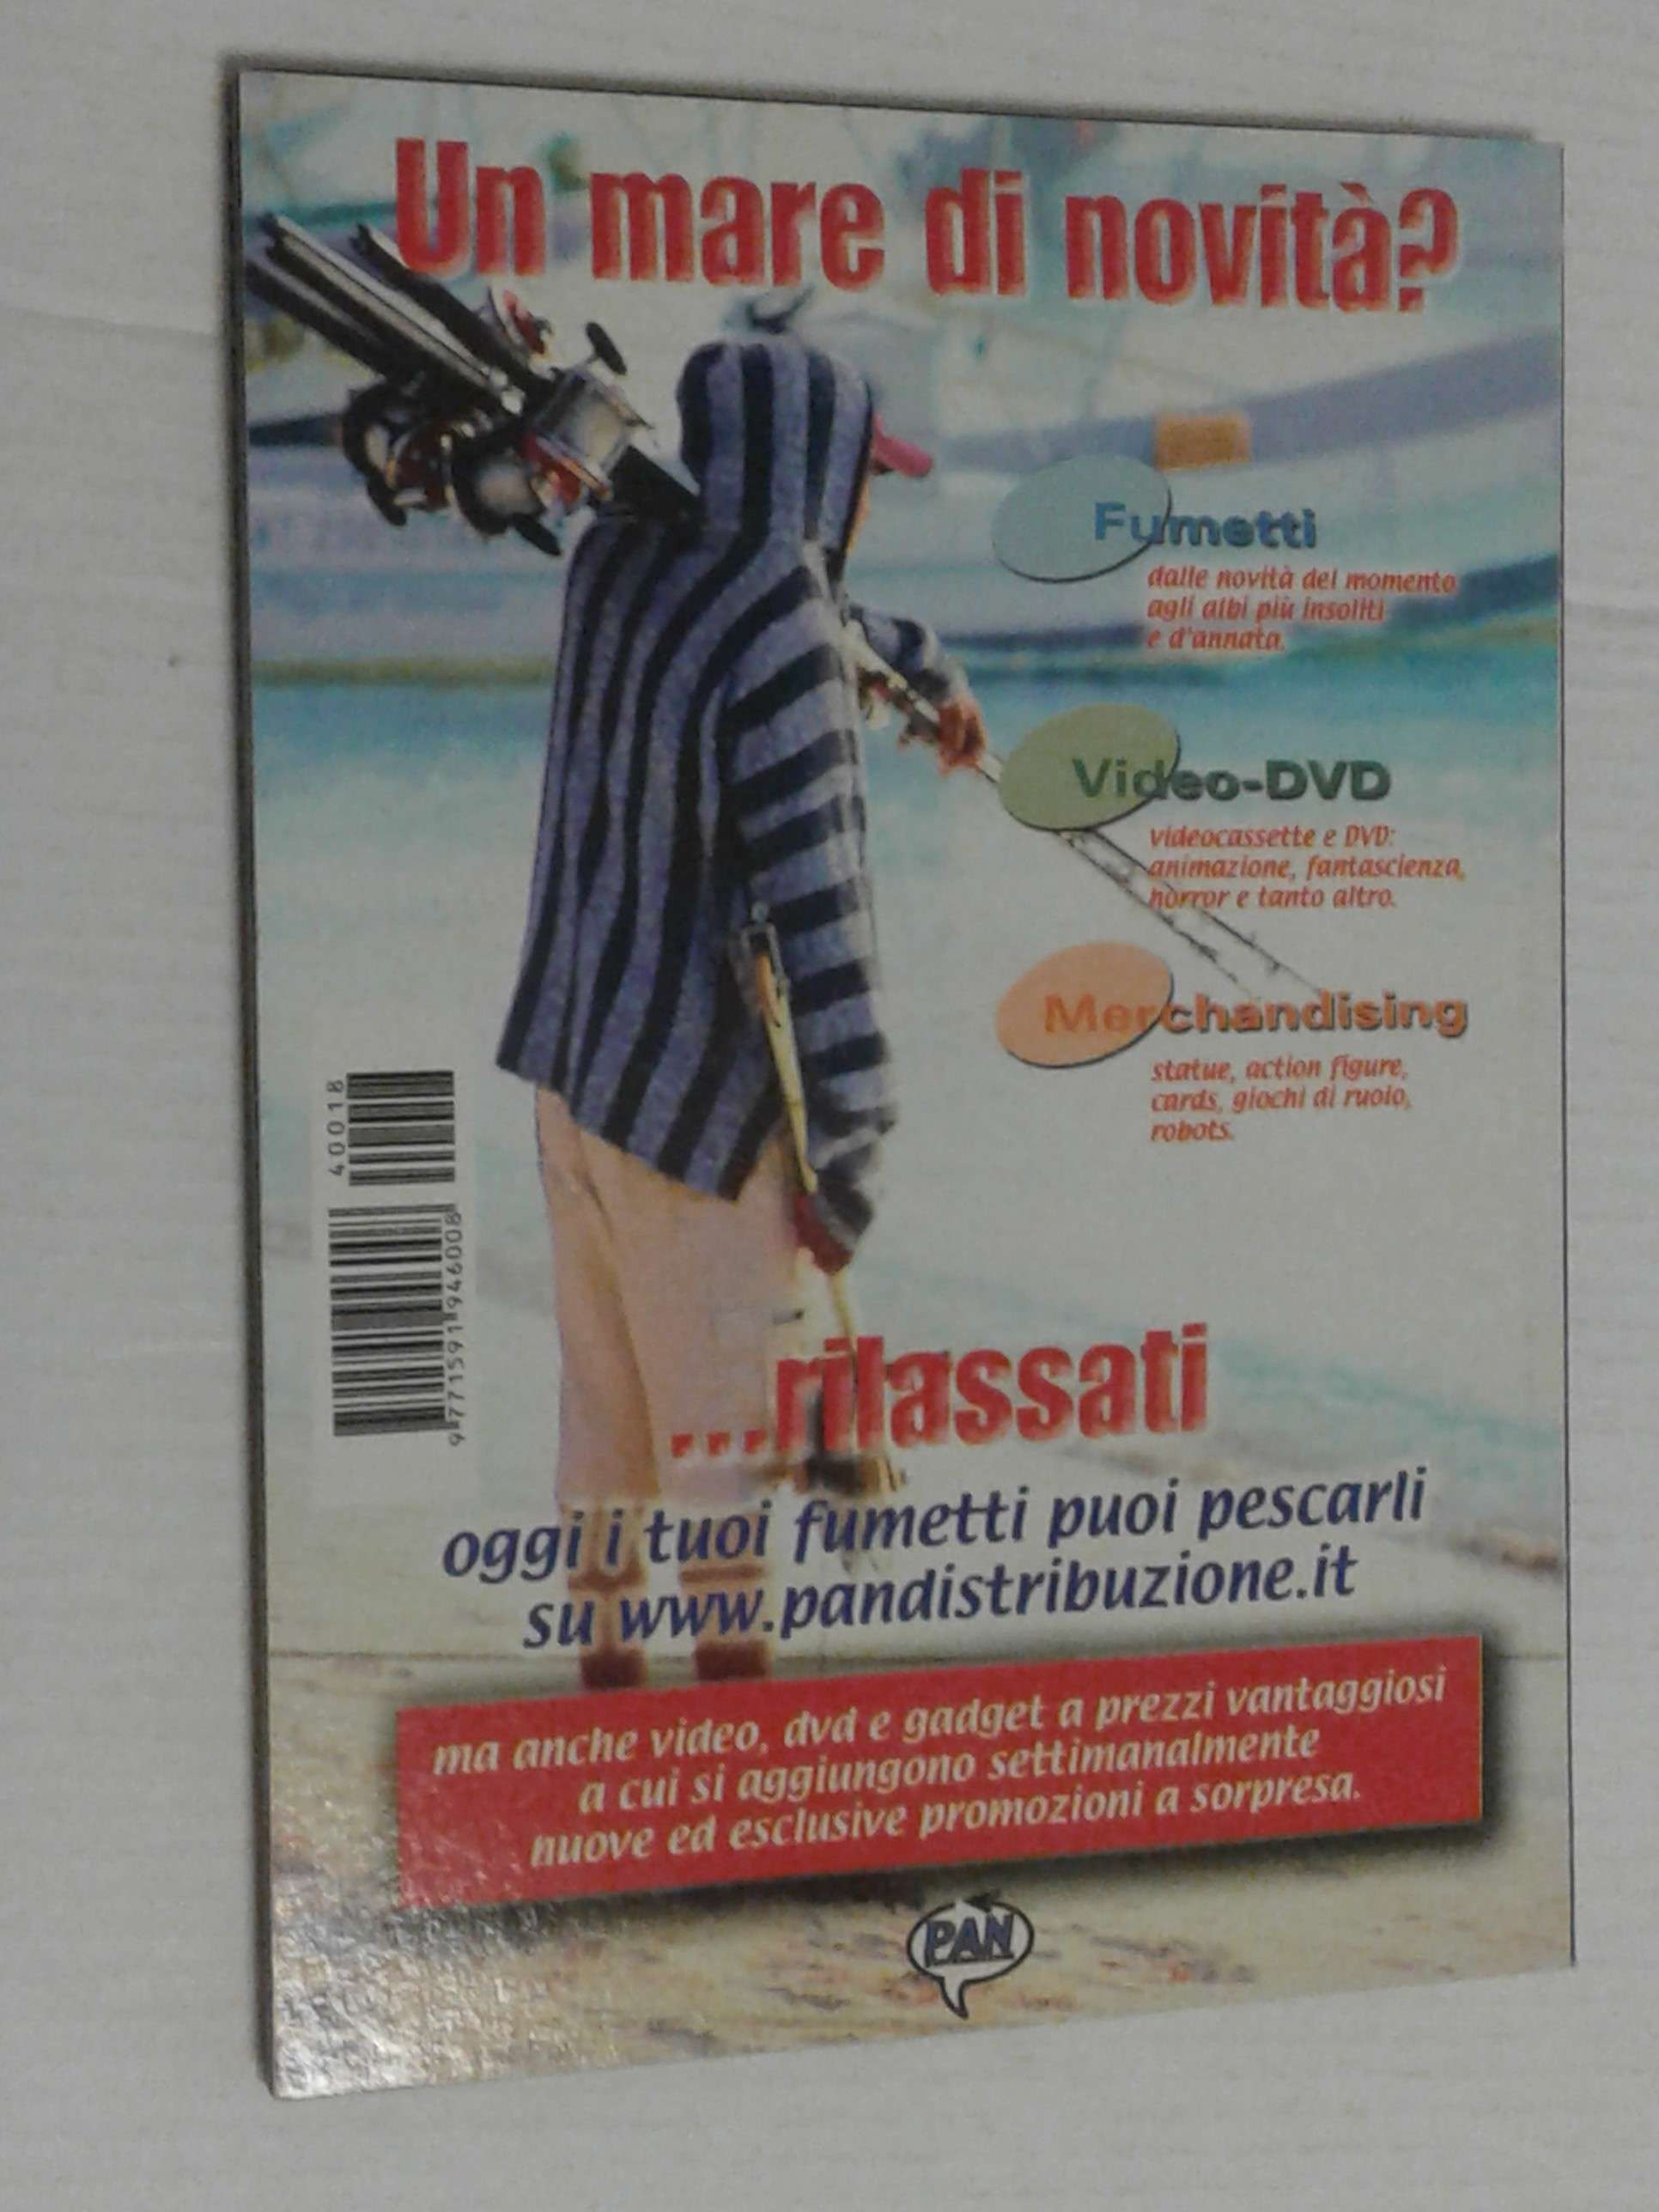 Un mare di novità?
Fumetti
dalle novità del momento
agli albi più insoliti
e d'annata.
Video-DVD
videocassette e DVD:
animazione, fantascienza,
horror e tanto altro.
Merchandising
statue, action figure,
cards, giochi di ruolo,
robots.
40018
9771591946008
...rilassati
oggi i tuoi fumetti puoi pescarli
su www.pandistribuzione.it
ma anche video, dvd e gadget a prezzi vantaggiosi
a cui si aggiungono settimanalmente
nuove ed esclusive promozioni a sorpresa.
PAN